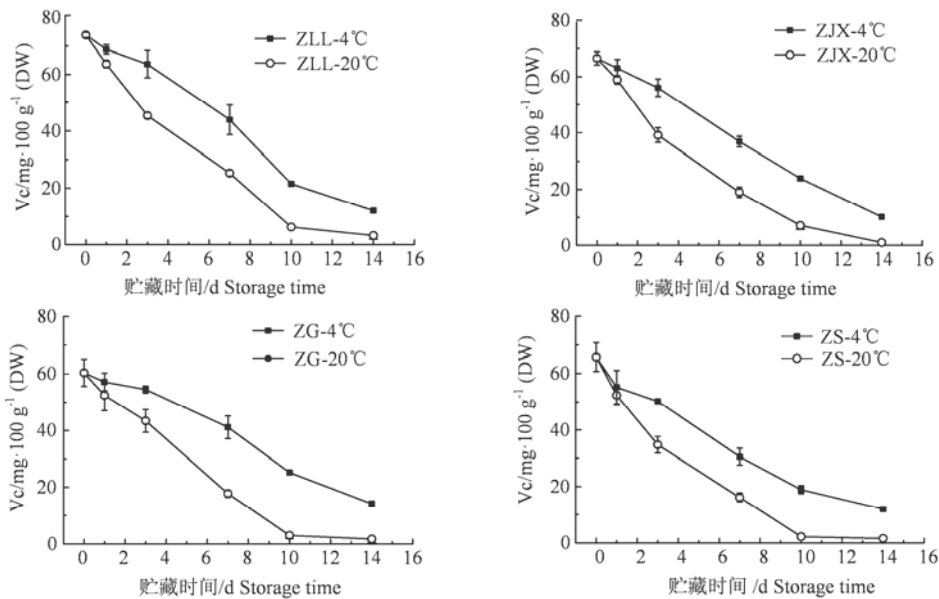 80
60
40
20
0
Vc/mg·100 g⁻¹ (DW)
ZLL-4℃
ZLL-20℃
0 2 4 6 8 10 12 14 16
贮藏时间/d Storage time
80
60
40
20
0
Vc/mg·100 g⁻¹ (DW)
ZJX-4℃
ZJX-20℃
0 2 4 6 8 10 12 14 16
贮藏时间/d Storage time
80
60
40
20
0
Vc/mg·100 g⁻¹ (DW)
ZG-4℃
ZG-20℃
0 2 4 6 8 10 12 14 16
贮藏时间/d Storage time
80
60
40
20
0
Vc/mg·100 g⁻¹ (DW)
ZS-4℃
ZS-20℃
0 2 4 6 8 10 12 14 16
贮藏时间 /d Storage time